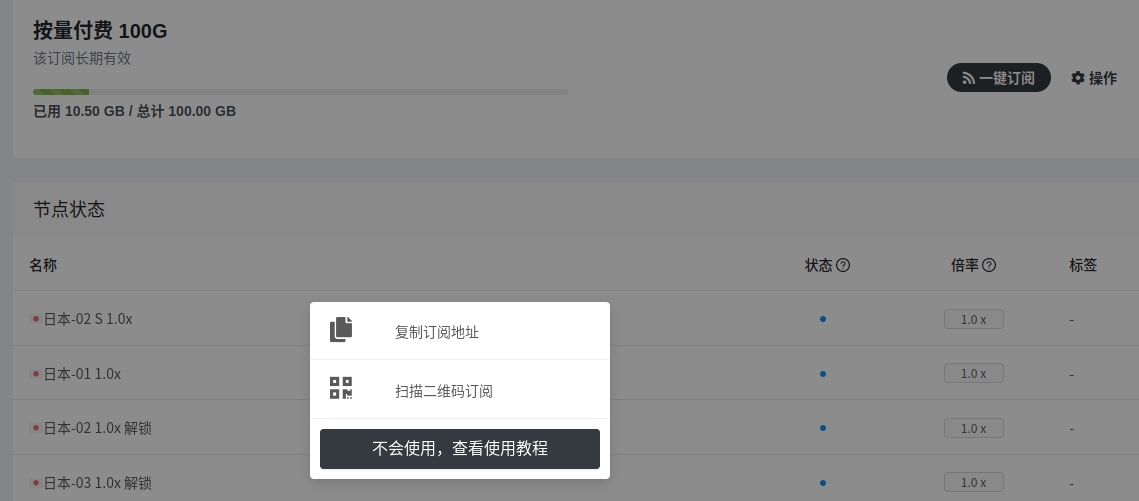 按量付费 100G
该订阅长期有效
一键订阅 操作
已用 10.50 GB / 总计 100.00 GB
节点状态
名称 状态 倍率 标签
日本-02 S 1.0x 1.0 x -
复制订阅地址
日本-01 1.0x 1.0 x -
扫描二维码订阅
日本-02 1.0x 解锁 1.0 x -
不会使用，查看使用教程
日本-03 1.0x 解锁 1.0 x -